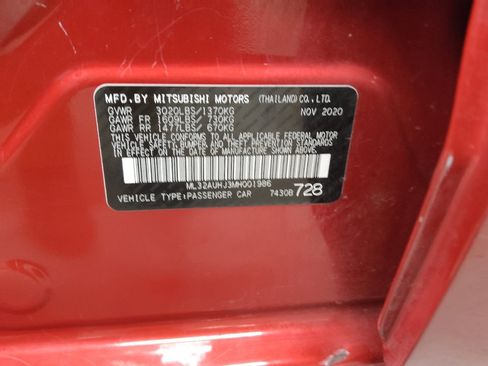 MFD.BY MITSUBISHI MOTORS (THAILAND) CO., LTD.
GVWR 3020LBS/1370KG NOV 2020
GAWR FR 1609LBS/ 730KG
GAWR RR 1477LBS/ 670KG
THIS VEHICLE CONFORMS TO ALL APPLICABLE
FEDERAL MOTOR VEHICLE SAFETY, BUMPER, AND THEFT
PREVENTION STANDARDS IN EFFECT ON THE DATE
OF MANUFACTURE SHOWN ABOVE.
ML32AUHJ3MH001986
VEHICLE TYPE:PASSENGER CAR 7430B 728